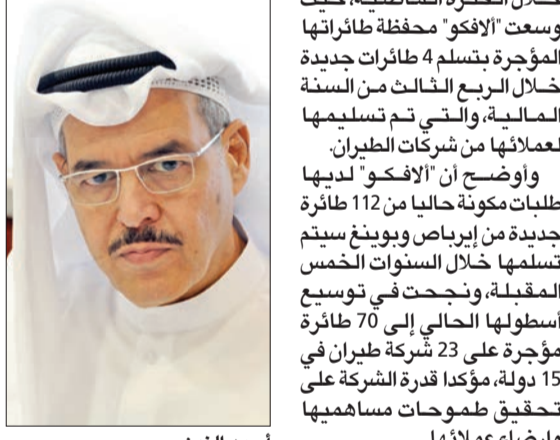 وسعت "ألافكو" محفظة طائراتها
المؤجرة بتسلم 4 طائرات جديدة
خلال الربع الثالث من السنة
المالية، والتي تم تسليمها
لعملائها من شركات الطيران.
وأوضح أن "ألافكو" لديها
طلبات مكونة حاليا من 112 طائرة
جديدة من إيرباص وبوينغ سيتم
تسلمها خلال السنوات الخمس
المقبلة، ونجحت في توسيع
أسطولها الحالي إلى 70 طائرة
مؤجرة على 23 شركة طيران في
15 دولة، مؤكدا قدرة الشركة على
تحقيق طموحات مساهميها